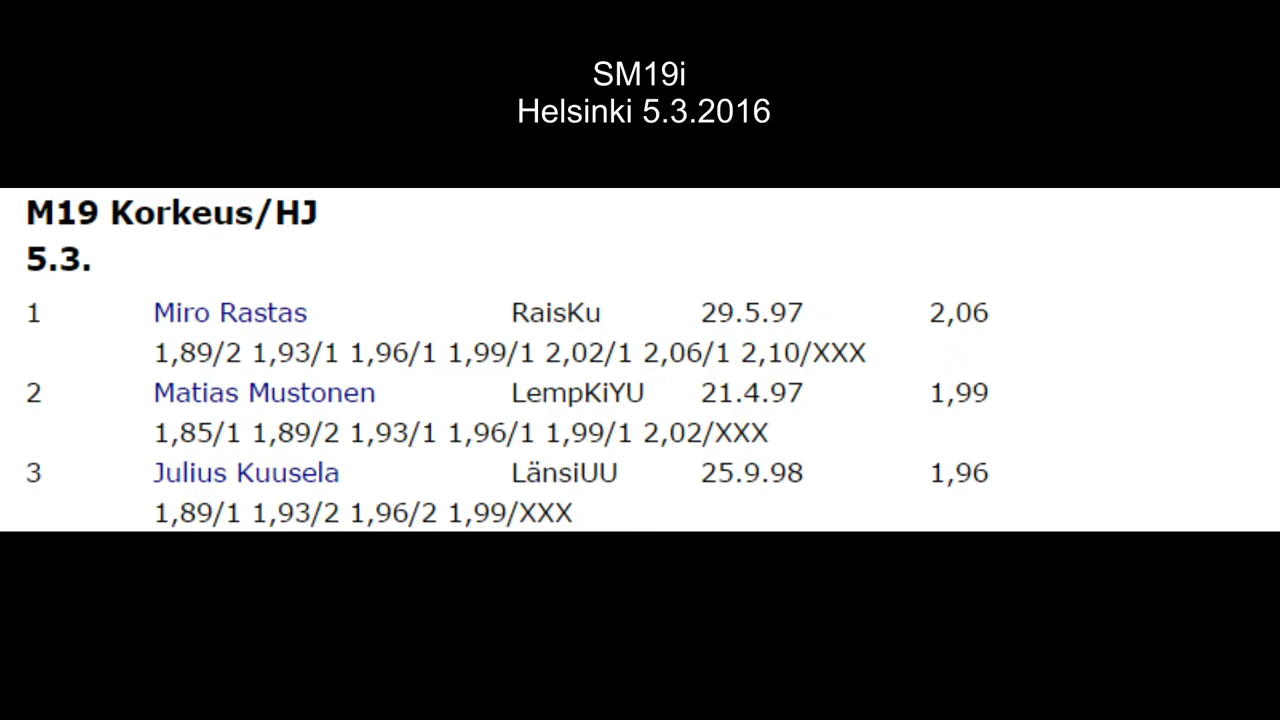 SM19i
Helsinki 5.3.2016
M19 Korkeus/HJ
5.3.
1 Miro Rastas RaisKu 29.5.97 2,06
1,89/2 1,93/1 1,96/1 1,99/1 2,02/1 2,06/1 2,10/XXX
2 Matias Mustonen LempKiYU 21.4.97 1,99
1,85/1 1,89/2 1,93/1 1,96/1 1,99/1 2,02/XXX
3 Julius Kuusela LänsiUU 25.9.98 1,96
1,89/1 1,93/2 1,96/2 1,99/XXX